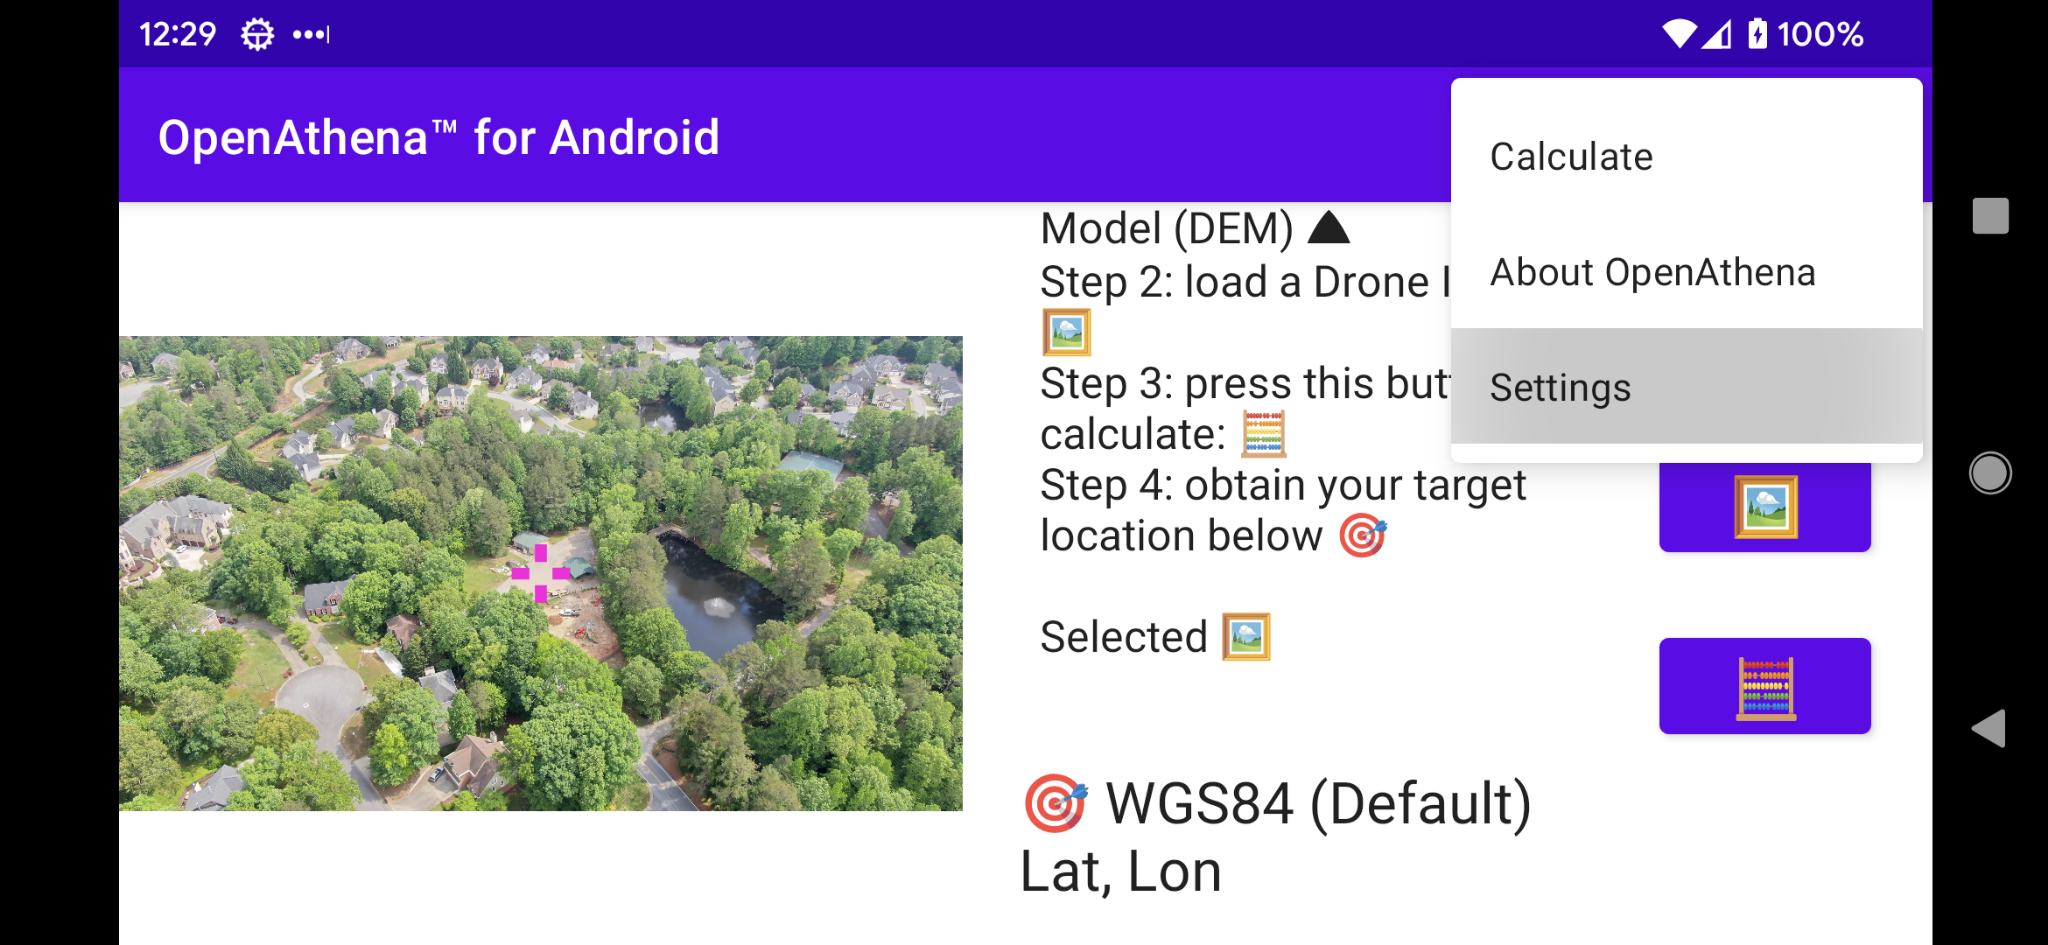 12:29
100%
OpenAthena™ for Android
Calculate
About OpenAthena
Settings
Model (DEM)
Step 2: load a Drone
Step 3: press this
calculate:
Step 4: obtain your target
location below
Selected
WGS84 (Default)
Lat, Lon